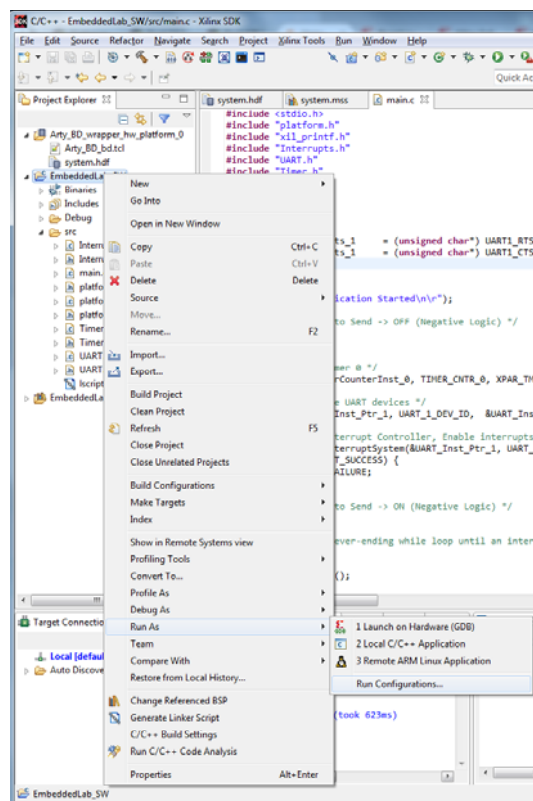 C/C++ - EmbeddedLab_SW/src/main.c - Xilinx SDK
File Edit Source Refactor Navigate Search Project Xilinx Tools Run Window Help
Quick Ac
Project Explorer
system.hdf system.mss main.c
Arty_BD_wrapper_hw_platform_0
Arty_BD_bd.tcl
system.hdf
EmbeddedLa
Binaries
Includes
Debug
src
Interru
Interru
main.
platfo
platfo
platfo
Timer
Timer
UART
UART
lscript
EmbeddedLa
#include <stdio.h>
#include "platform.h"
#include "xil_printf.h"
#include "Interrupts.h"
#include "UART.h"
#include "Timer.h"
ts_1 = (unsigned char*) UART1_RTS
ts_1 = (unsigned char*) UART1_CTS
ication Started\n\r");
to Send -> OFF (Negative Logic) */
mer 0 */
rCounterInst_0, TIMER_CNTR_0, XPAR_TM
e UART devices */
Inst_Ptr_1, UART_1_DEV_ID, &UART_Ins
terrupt Controller, Enable interrupts
terruptSystem(&UART_Inst_Ptr_1, UART_
T_SUCCESS) {
AILURE;
to Send -> ON (Negative Logic) */
ever-ending while loop until an inter
();
New
Go Into
Open in New Window
Copy Ctrl+C
Paste Ctrl+V
Delete Delete
Source
Move...
Rename... F2
Import...
Export...
Build Project
Clean Project
Refresh F5
Close Project
Close Unrelated Projects
Build Configurations
Make Targets
Index
Show in Remote Systems view
Profiling Tools
Convert To...
Profile As
Debug As
Run As
Team
Compare With
Restore from Local History...
Change Referenced BSP
Generate Linker Script
C/C++ Build Settings
Run C/C++ Code Analysis
Properties Alt+Enter
1 Launch on Hardware (GDB)
2 Local C/C++ Application
3 Remote ARM Linux Application
Run Configurations...
Target Connectio
Local [defaul
Auto Discove
(took 623ms)
EmbeddedLab_SW